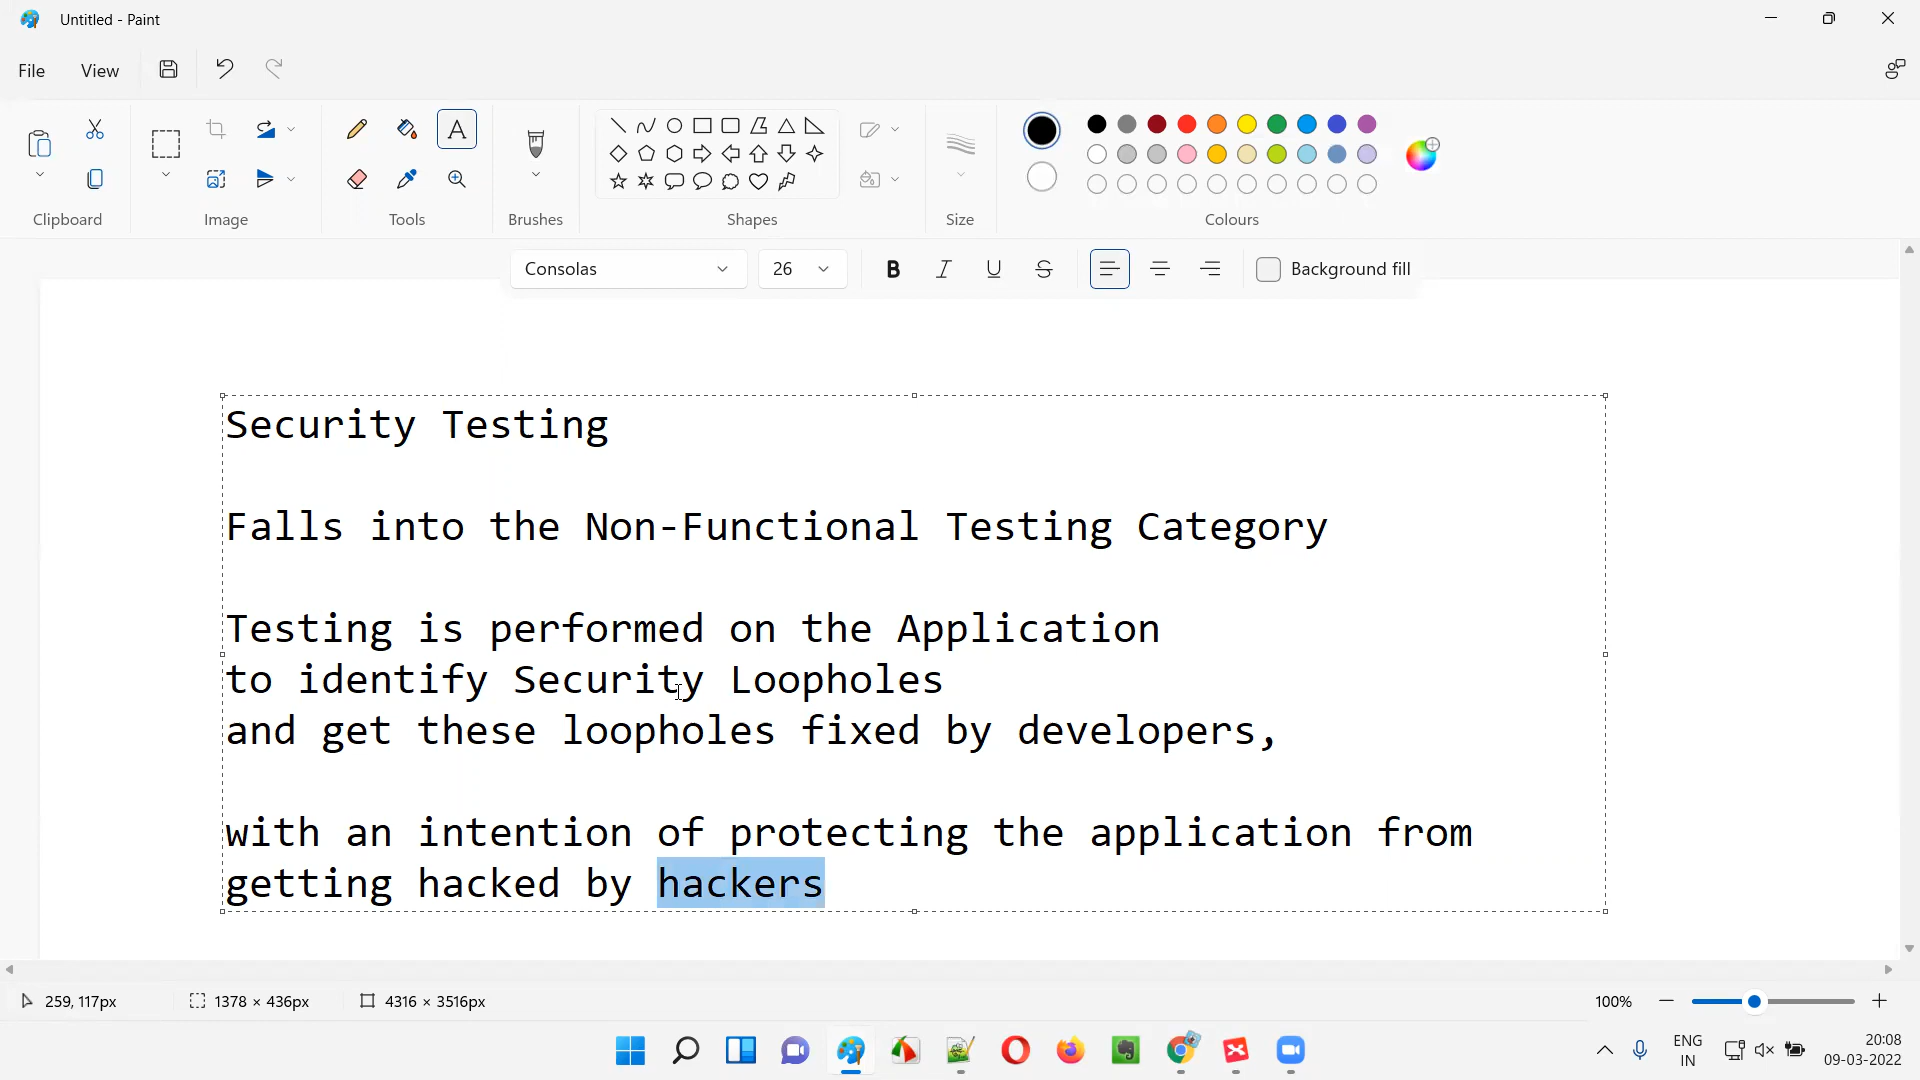 Untitled - Paint
File View
Clipboard
Image
Tools
Brushes
Shapes
Size
Colours
Consolas 26 B I U S Background fill
Security Testing
Falls into the Non-Functional Testing Category
Testing is performed on the Application
to identify Security Loopholes
and get these loopholes fixed by developers,
with an intention of protecting the application from
getting hacked by hackers
259, 117px 1378 × 436px 4316 × 3516px 100%
ENG
IN
20:08
09-03-2022